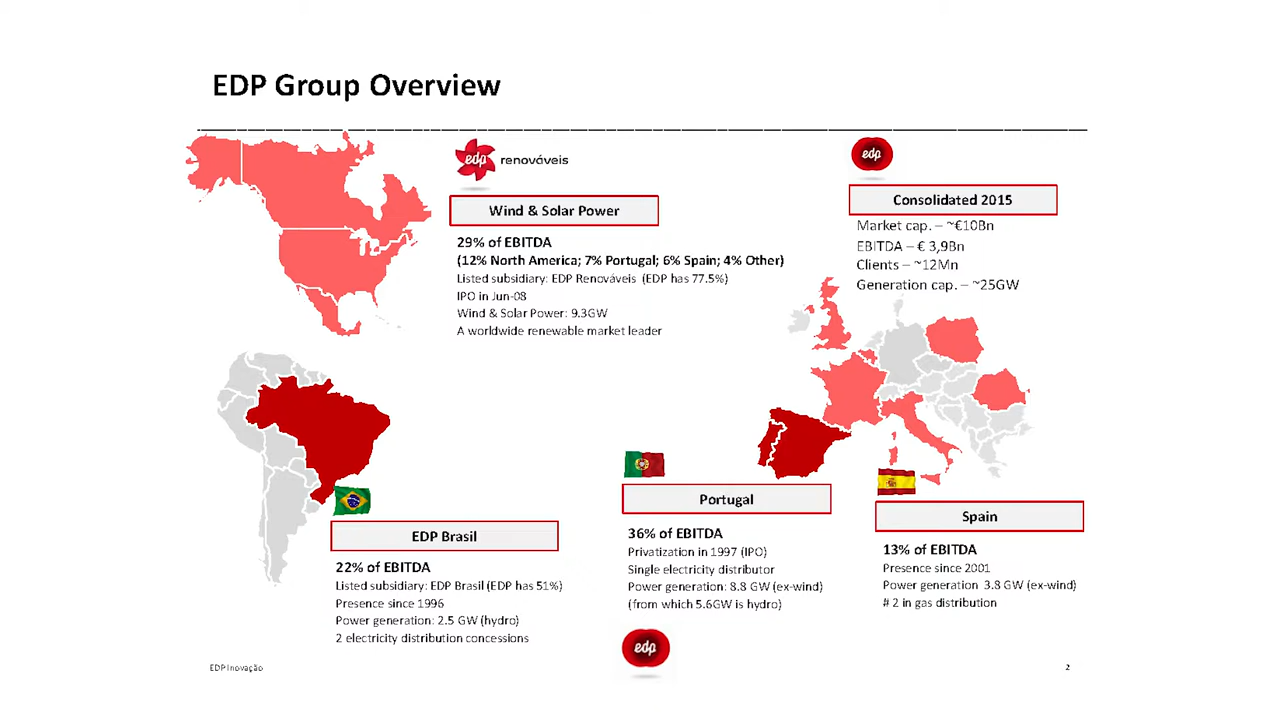 EDP Group Overview
edp renováveis
Wind & Solar Power
29% of EBITDA
(12% North America; 7% Portugal; 6% Spain; 4% Other)
Listed subsidiary: EDP Renováveis (EDP has 77.5%)
IPO in Jun-08
Wind & Solar Power: 9.3GW
A worldwide renewable market leader
edp
Consolidated 2015
Market cap. – ~€10Bn
EBITDA – € 3,9Bn
Clients – ~12Mn
Generation cap. – ~25GW
EDP Brasil
22% of EBITDA
Listed subsidiary: EDP Brasil (EDP has 51%)
Presence since 1996
Power generation: 2.5 GW (hydro)
2 electricity distribution concessions
Portugal
36% of EBITDA
Privatization in 1997 (IPO)
Single electricity distributor
Power generation: 8.8 GW (ex-wind)
(from which 5.6GW is hydro)
edp
Spain
13% of EBITDA
Presence since 2001
Power generation 3.8 GW (ex-wind)
# 2 in gas distribution
EDP Inovação
2